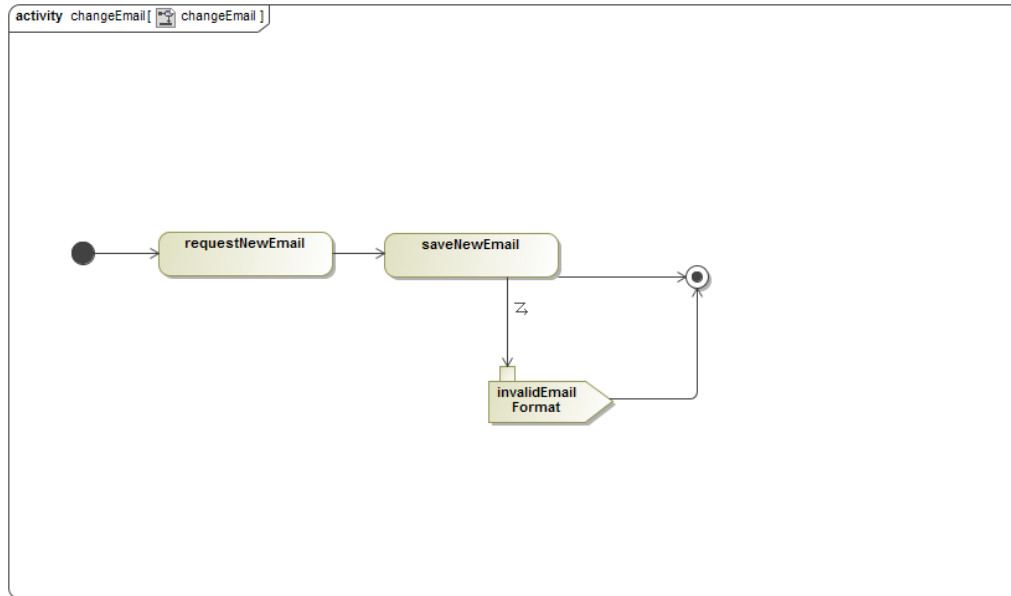 activity changeEmail[ changeEmail ]
requestNewEmail
saveNewEmail
invalidEmail
Format